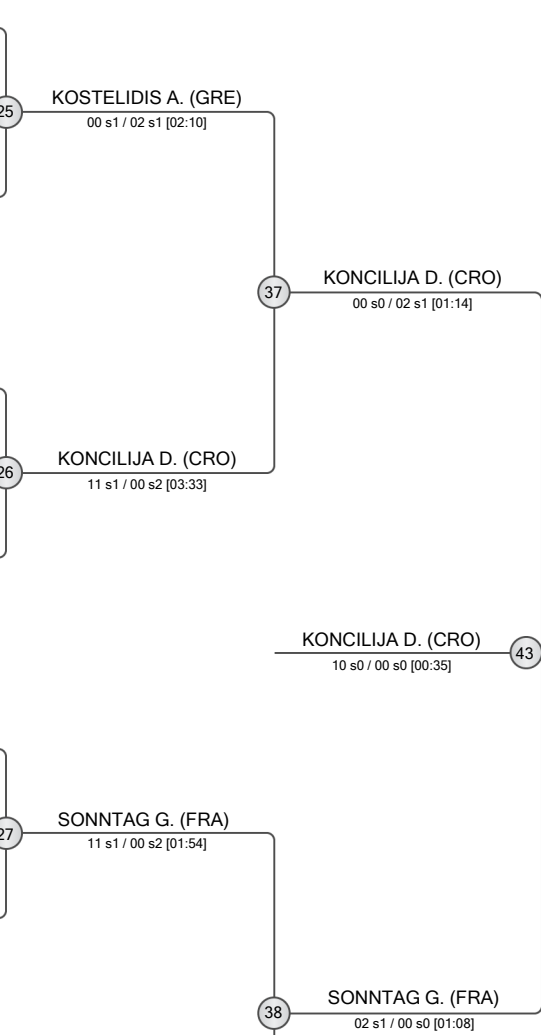 KOSTELIDIS A. (GRE)
25
00 s1 / 02 s1 [02:10]
KONCILIJA D. (CRO)
37
00 s0 / 02 s1 [01:14]
KONCILIJA D. (CRO)
26
11 s1 / 00 s2 [03:33]
KONCILIJA D. (CRO)
43
10 s0 / 00 s0 [00:35]
SONNTAG G. (FRA)
27
11 s1 / 00 s2 [01:54]
SONNTAG G. (FRA)
38
02 s1 / 00 s0 [01:08]